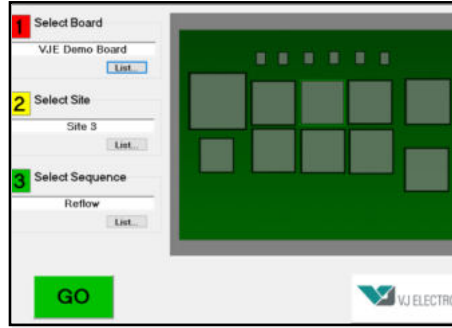 1 Select Board
VJE Demo Board
List...
2 Select Site
Site 3
List...
3 Select Sequence
Reflow
List...
GO
VJ ELECTRO